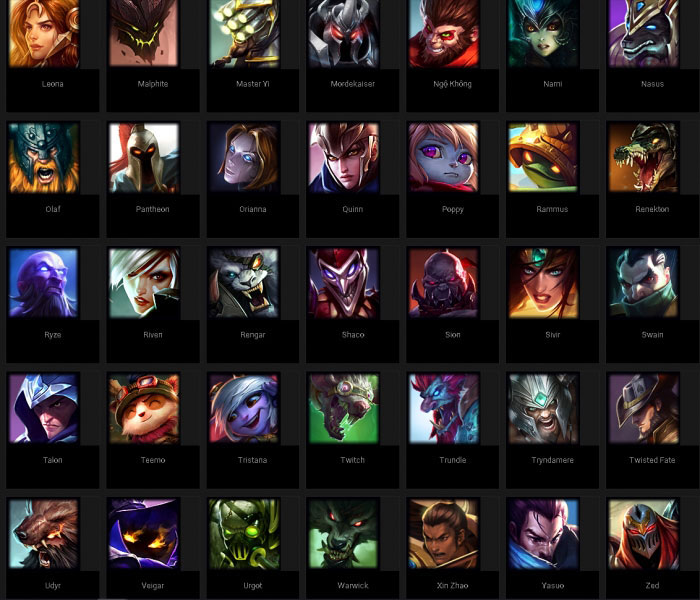 Leona
Malphite
Master Yi
Mordekaiser
Ngộ Không
Nami
Nasus
Olaf
Pantheon
Orianna
Quinn
Poppy
Rammus
Renekton
Ryze
Riven
Rengar
Shaco
Sion
Sivir
Swain
Talon
Teemo
Tristana
Twitch
Trundle
Tryndamere
Twisted Fate
Udyr
Veigar
Urgot
Warwick
Xin Zhao
Yasuo
Zed